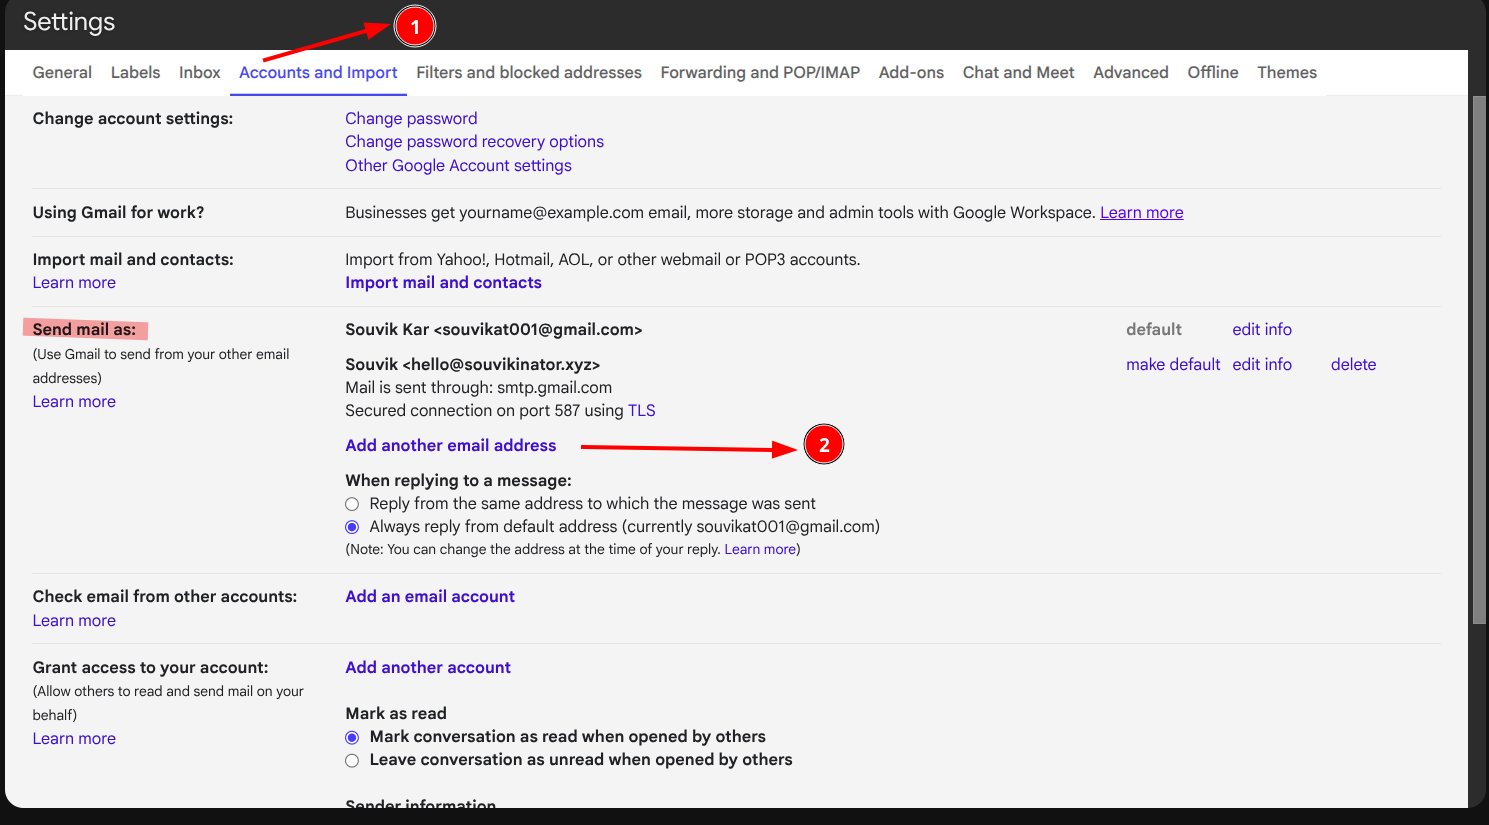 Settings
1
General Labels Inbox Accounts and Import Filters and blocked addresses Forwarding and POP/IMAP Add-ons Chat and Meet Advanced Offline Themes
Change account settings: Change password
Change password recovery options
Other Google Account settings
Using Gmail for work? Businesses get yourname@example.com email, more storage and admin tools with Google Workspace. Learn more
Import mail and contacts: Import from Yahoo!, Hotmail, AOL, or other webmail or POP3 accounts.
Learn more Import mail and contacts
Send mail as: Souvik Kar <souvikat001@gmail.com> default edit info
(Use Gmail to send from your other email
addresses)
Learn more
Souvik <hello@souvikinator.xyz> make default edit info delete
Mail is sent through: smtp.gmail.com
Secured connection on port 587 using TLS
Add another email address 2
When replying to a message:
Reply from the same address to which the message was sent
Always reply from default address (currently souvikat001@gmail.com)
(Note: You can change the address at the time of your reply. Learn more)
Check email from other accounts: Add an email account
Learn more
Grant access to your account: Add another account
(Allow others to read and send mail on your
behalf)
Learn more
Mark as read
Mark conversation as read when opened by others
Leave conversation as unread when opened by others
Sender information